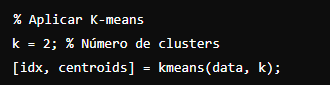 % Aplicar K-means
k = 2; % Número de clusters
[idx, centroids] = kmeans(data, k);